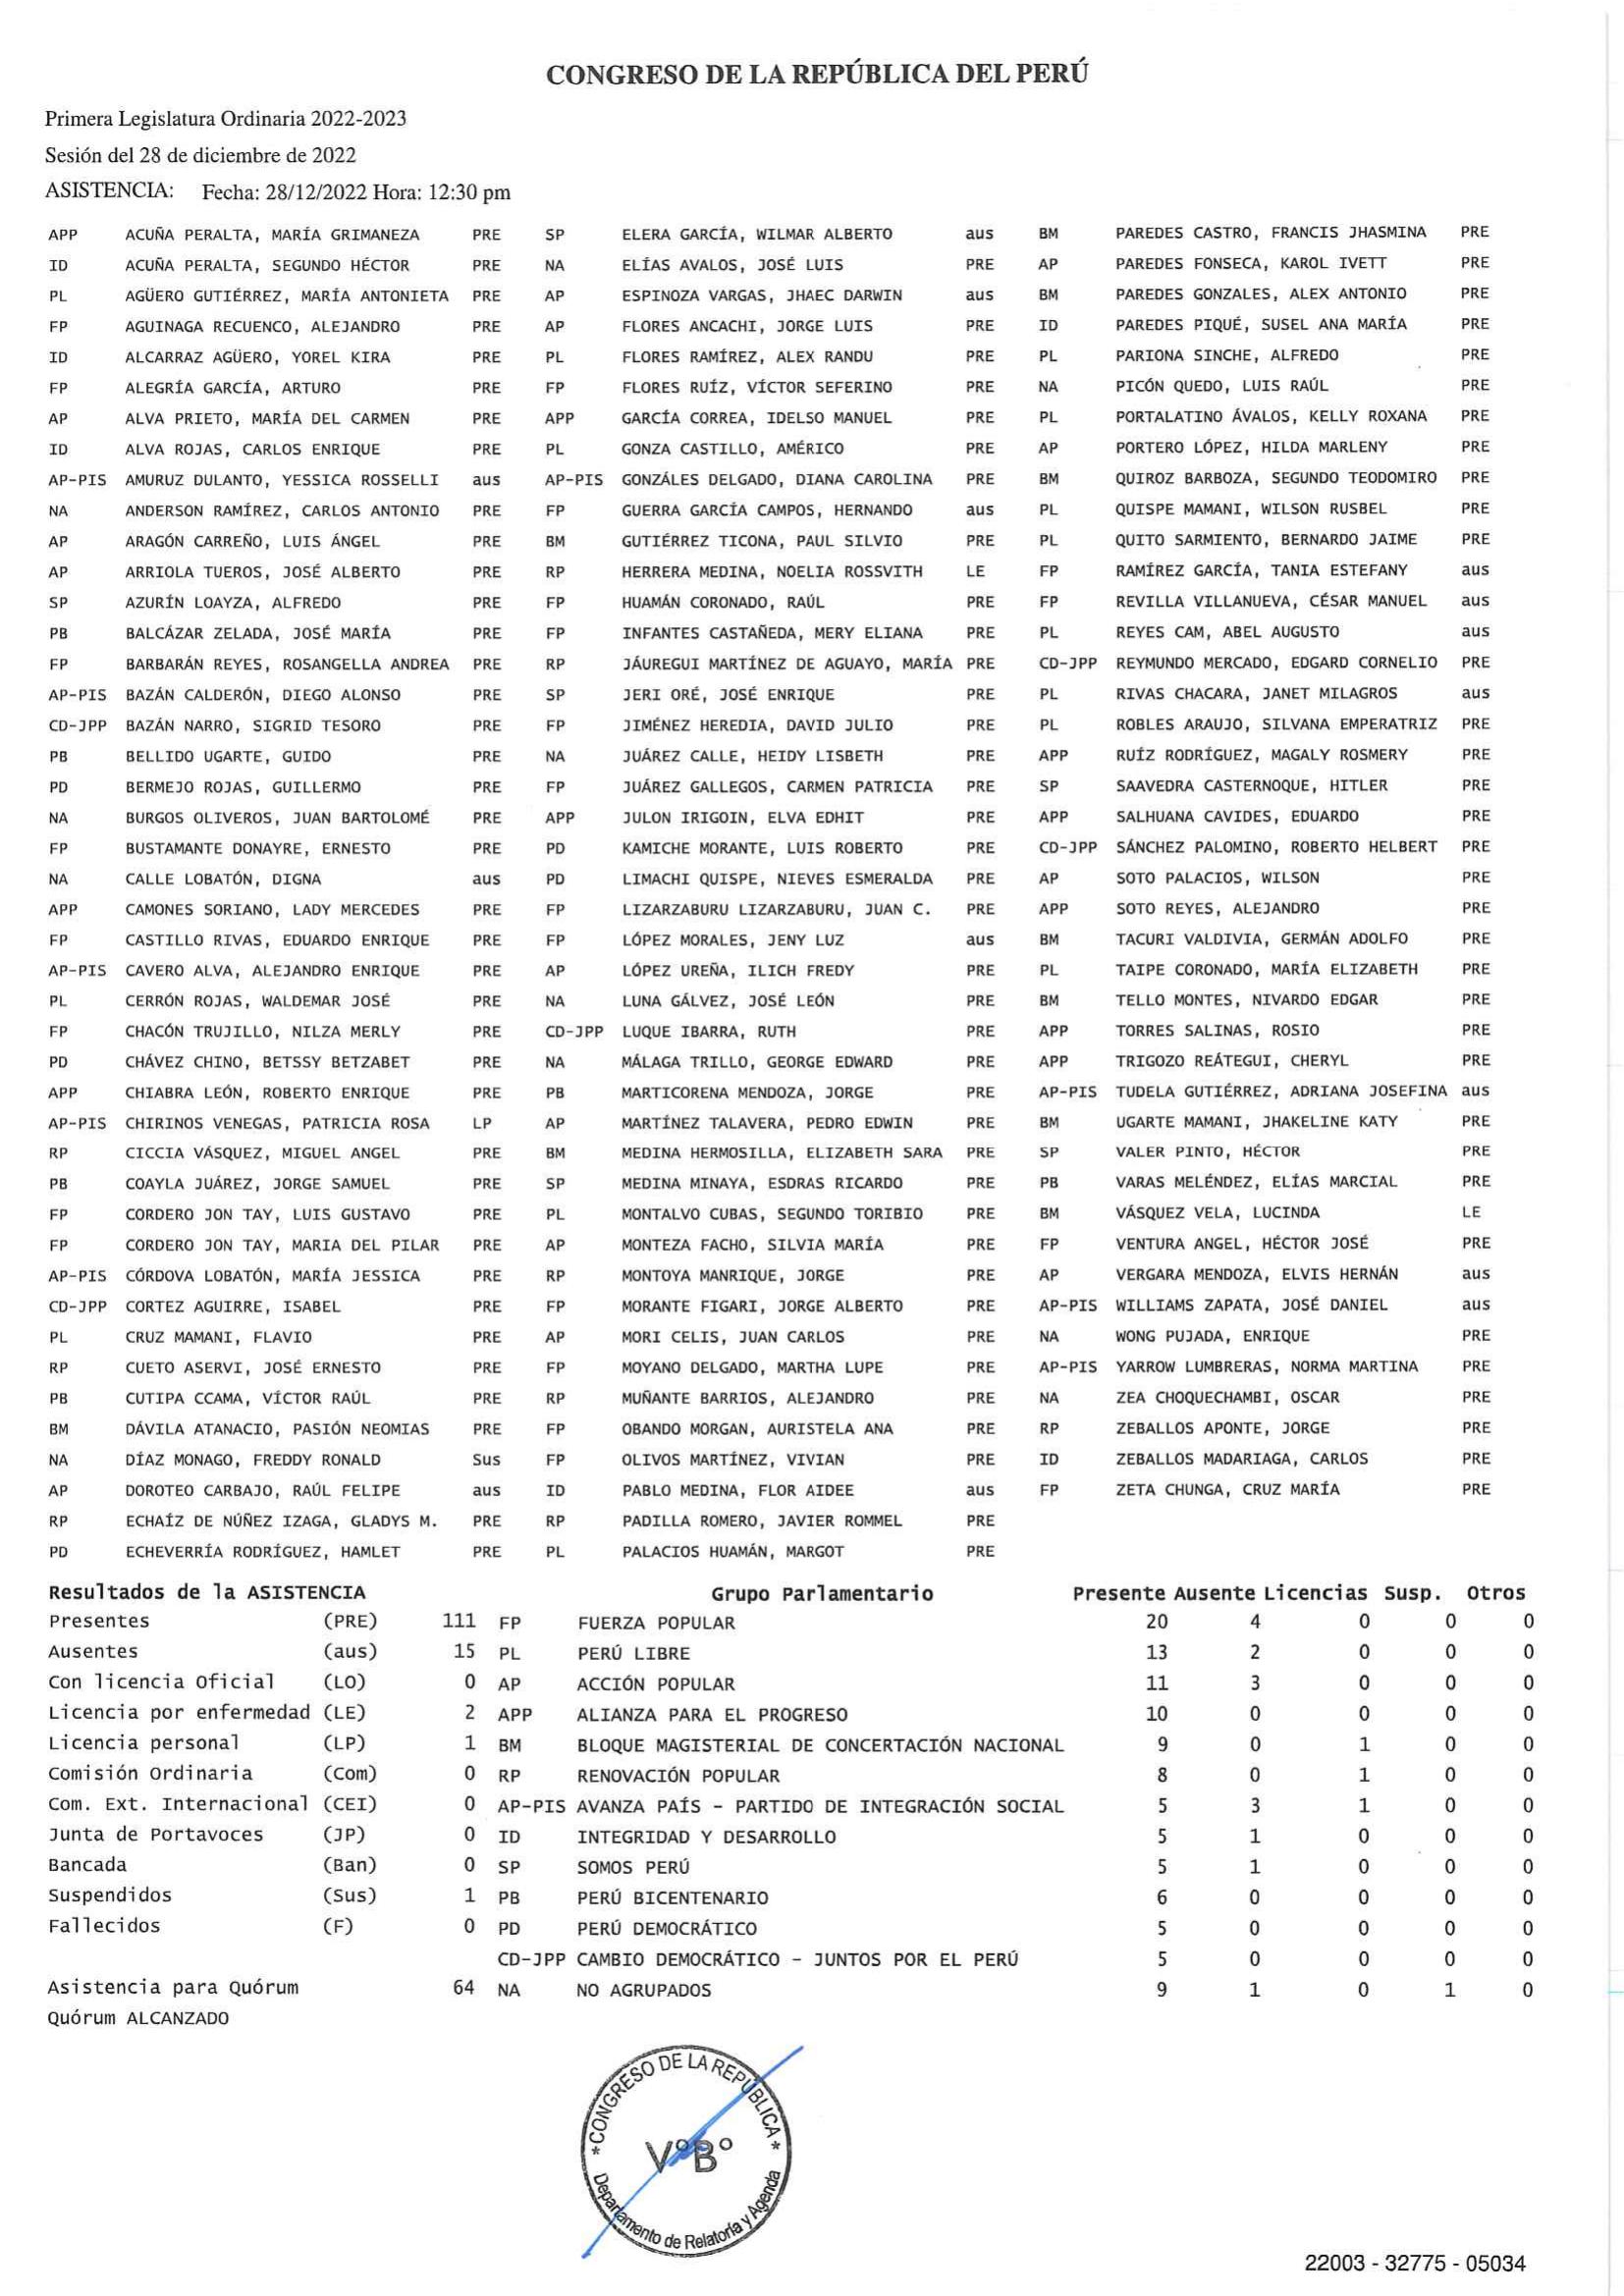 CONGRESO DE LA REPÚBLICA DEL PERÚ
Primera Legislatura Ordinaria 2022-2023
Sesión del 28 de diciembre de 2022
ASISTENCIA: Fecha: 28/12/2022 Hora: 12:30 pm
APP ACUÑA PERALTA, MARÍA GRIMANEZA PRE SP ELERA GARCÍA, WILMAR ALBERTO aus BM PAREDES CASTRO, FRANCIS JHASMINA PRE
ID ACUÑA PERALTA, SEGUNDO HÉCTOR PRE NA ELÍAS AVALOS, JOSÉ LUIS PRE AP PAREDES FONSECA, KAROL IVETT PRE
PL AGÜERO GUTIÉRREZ, MARÍA ANTONIETA PRE AP ESPINOZA VARGAS, JHAEC DARWIN aus BM PAREDES GONZALES, ALEX ANTONIO PRE
FP AGUINAGA RECUENCO, ALEJANDRO PRE AP FLORES ANCACHI, JORGE LUIS PRE ID PAREDES PIQUÉ, SUSEL ANA MARÍA PRE
ID ALCARRAZ AGÜERO, YOREL KIRA PRE PL FLORES RAMÍREZ, ALEX RANDU PRE PL PARIONA SINCHE, ALFREDO PRE
FP ALEGRÍA GARCÍA, ARTURO PRE FP FLORES RUÍZ, VÍCTOR SEFERINO PRE NA PICÓN QUEDO, LUIS RAÚL PRE
AP ALVA PRIETO, MARÍA DEL CARMEN PRE APP GARCÍA CORREA, IDELSO MANUEL PRE PL PORTALATINO ÁVALOS, KELLY ROXANA PRE
ID ALVA ROJAS, CARLOS ENRIQUE PRE PL GONZA CASTILLO, AMÉRICO PRE AP PORTERO LÓPEZ, HILDA MARLENY PRE
AP-PIS AMURUZ DULANTO, YESSICA ROSSELLI aus AP-PIS GONZÁLES DELGADO, DIANA CAROLINA PRE BM QUIROZ BARBOZA, SEGUNDO TEODOMIRO PRE
NA ANDERSON RAMÍREZ, CARLOS ANTONIO PRE FP GUERRA GARCÍA CAMPOS, HERNANDO aus PL QUISPE MAMANI, WILSON RUSBEL PRE
AP ARAGÓN CARREÑO, LUIS ÁNGEL PRE BM GUTIÉRREZ TICONA, PAUL SILVIO PRE PL QUITO SARMIENTO, BERNARDO JAIME PRE
AP ARRIOLA TUEROS, JOSÉ ALBERTO PRE RP HERRERA MEDINA, NOELIA ROSSVITH LE FP RAMÍREZ GARCÍA, TANIA ESTEFANY aus
SP AZURÍN LOAYZA, ALFREDO PRE FP HUAMÁN CORONADO, RAÚL PRE FP REVILLA VILLANUEVA, CÉSAR MANUEL aus
PB BALCÁZAR ZELADA, JOSÉ MARÍA PRE FP INFANTES CASTAÑEDA, MERY ELIANA PRE PL REYES CAM, ABEL AUGUSTO aus
FP BARBARÁN REYES, ROSANGELLA ANDREA PRE RP JÁUREGUI MARTÍNEZ DE AGUAYO, MARÍA PRE CD-JPP REYMUNDO MERCADO, EDGARD CORNELIO PRE
AP-PIS BAZÁN CALDERÓN, DIEGO ALONSO PRE SP JERI ORÉ, JOSÉ ENRIQUE PRE PL RIVAS CHACARA, JANET MILAGROS aus
CD-JPP BAZÁN NARRO, SIGRID TESORO PRE FP JIMÉNEZ HEREDIA, DAVID JULIO PRE PL ROBLES ARAUJO, SILVANA EMPERATRIZ PRE
PB BELLIDO UGARTE, GUIDO PRE NA JUÁREZ CALLE, HEIDY LISBETH PRE APP RUÍZ RODRÍGUEZ, MAGALY ROSMERY PRE
PD BERMEJO ROJAS, GUILLERMO PRE FP JUÁREZ GALLEGOS, CARMEN PATRICIA PRE SP SAAVEDRA CASTERNOQUE, HITLER PRE
NA BURGOS OLIVEROS, JUAN BARTOLOMÉ PRE APP JULON IRIGOIN, ELVA EDHIT PRE APP SALHUANA CAVIDES, EDUARDO PRE
FP BUSTAMANTE DONAYRE, ERNESTO PRE PD KAMICHE MORANTE, LUIS ROBERTO PRE CD-JPP SÁNCHEZ PALOMINO, ROBERTO HELBERT PRE
NA CALLE LOBATÓN, DIGNA aus PD LIMACHI QUISPE, NIEVES ESMERALDA PRE AP SOTO PALACIOS, WILSON PRE
APP CAMONES SORIANO, LADY MERCEDES PRE FP LIZARZABURU LIZARZABURU, JUAN C. PRE APP SOTO REYES, ALEJANDRO PRE
FP CASTILLO RIVAS, EDUARDO ENRIQUE PRE FP LÓPEZ MORALES, JENY LUZ aus BM TACURI VALDIVIA, GERMÁN ADOLFO PRE
AP-PIS CAVERO ALVA, ALEJANDRO ENRIQUE PRE AP LÓPEZ UREÑA, ILICH FREDY PRE PL TAIPE CORONADO, MARÍA ELIZABETH PRE
PL CERRÓN ROJAS, WALDEMAR JOSÉ PRE NA LUNA GÁLVEZ, JOSÉ LEÓN PRE BM TELLO MONTES, NIVARDO EDGAR PRE
FP CHACÓN TRUJILLO, NILZA MERLY PRE CD-JPP LUQUE IBARRA, RUTH PRE APP TORRES SALINAS, ROSIO PRE
PD CHÁVEZ CHINO, BETSSY BETZABET PRE NA MÁLAGA TRILLO, GEORGE EDWARD PRE APP TRIGOZO REÁTEGUI, CHERYL PRE
APP CHIABRA LEÓN, ROBERTO ENRIQUE PRE PB MARTICORENA MENDOZA, JORGE PRE AP-PIS TUDELA GUTIÉRREZ, ADRIANA JOSEFINA aus
AP-PIS CHIRINOS VENEGAS, PATRICIA ROSA LP AP MARTÍNEZ TALAVERA, PEDRO EDWIN PRE BM UGARTE MAMANI, JHAKELINE KATY PRE
RP CICCIA VÁSQUEZ, MIGUEL ANGEL PRE BM MEDINA HERMOSILLA, ELIZABETH SARA PRE SP VALER PINTO, HÉCTOR PRE
PB COAYLA JUÁREZ, JORGE SAMUEL PRE SP MEDINA MINAYA, ESDRAS RICARDO PRE PB VARAS MELÉNDEZ, ELÍAS MARCIAL PRE
FP CORDERO JON TAY, LUIS GUSTAVO PRE PL MONTALVO CUBAS, SEGUNDO TORIBIO PRE BM VÁSQUEZ VELA, LUCINDA LE
FP CORDERO JON TAY, MARIA DEL PILAR PRE AP MONTEZA FACHO, SILVIA MARÍA PRE FP VENTURA ANGEL, HÉCTOR JOSÉ PRE
AP-PIS CÓRDOVA LOBATÓN, MARÍA JESSICA PRE RP MONTOYA MANRIQUE, JORGE PRE AP VERGARA MENDOZA, ELVIS HERNÁN aus
CD-JPP CORTEZ AGUIRRE, ISABEL PRE FP MORANTE FIGARI, JORGE ALBERTO PRE AP-PIS WILLIAMS ZAPATA, JOSÉ DANIEL aus
PL CRUZ MAMANI, FLAVIO PRE AP MORI CELIS, JUAN CARLOS PRE NA WONG PUJADA, ENRIQUE PRE
RP CUETO ASERVI, JOSÉ ERNESTO PRE FP MOYANO DELGADO, MARTHA LUPE PRE AP-PIS YARROW LUMBRERAS, NORMA MARTINA PRE
PB CUTIPA CCAMA, VÍCTOR RAÚL PRE RP MUÑANTE BARRIOS, ALEJANDRO PRE NA ZEA CHOQUECHAMBI, OSCAR PRE
BM DÁVILA ATANACIO, PASIÓN NEOMIAS PRE FP OBANDO MORGAN, AURISTELA ANA PRE RP ZEBALLOS APONTE, JORGE PRE
NA DÍAZ MONAGO, FREDDY RONALD Sus FP OLIVOS MARTÍNEZ, VIVIAN PRE ID ZEBALLOS MADARIAGA, CARLOS PRE
AP DOROTEO CARBAJO, RAÚL FELIPE aus ID PABLO MEDINA, FLOR AIDEE aus FP ZETA CHUNGA, CRUZ MARÍA PRE
RP ECHAÍZ DE NÚÑEZ IZAGA, GLADYS M. PRE RP PADILLA ROMERO, JAVIER ROMMEL PRE
PD ECHEVERRÍA RODRÍGUEZ, HAMLET PRE PL PALACIOS HUAMÁN, MARGOT PRE
Resultados de la ASISTENCIA Grupo Parlamentario Presente Ausente Licencias Susp. Otros
Presentes (PRE) 111 FP FUERZA POPULAR 20 4 0 0 0
Ausentes (aus) 15 PL PERÚ LIBRE 13 2 0 0 0
Con licencia Oficial (LO) 0 AP ACCIÓN POPULAR 11 3 0 0 0
Licencia por enfermedad (LE) 2 APP ALIANZA PARA EL PROGRESO 10 0 0 0 0
Licencia personal (LP) 1 BM BLOQUE MAGISTERIAL DE CONCERTACIÓN NACIONAL 9 0 1 0 0
Comisión Ordinaria (Com) 0 RP RENOVACIÓN POPULAR 8 0 1 0 0
Com. Ext. Internacional (CEI) 0 AP-PIS AVANZA PAÍS - PARTIDO DE INTEGRACIÓN SOCIAL 5 3 1 0 0
Junta de Portavoces (JP) 0 ID INTEGRIDAD Y DESARROLLO 5 1 0 0 0
Bancada (Ban) 0 SP SOMOS PERÚ 5 1 0 0 0
Suspendidos (Sus) 1 PB PERÚ BICENTENARIO 6 0 0 0 0
Fallecidos (F) 0 PD PERÚ DEMOCRÁTICO 5 0 0 0 0
CD-JPP CAMBIO DEMOCRÁTICO - JUNTOS POR EL PERÚ 5 0 0 0 0
Asistencia para Quórum 64 NA NO AGRUPADOS 9 1 0 1 0
Quórum ALCANZADO
* CONGRESO DE LA REPÚBLICA *
V°B°
Departamento de Relatoría y Agenda
22003 - 32775 - 05034